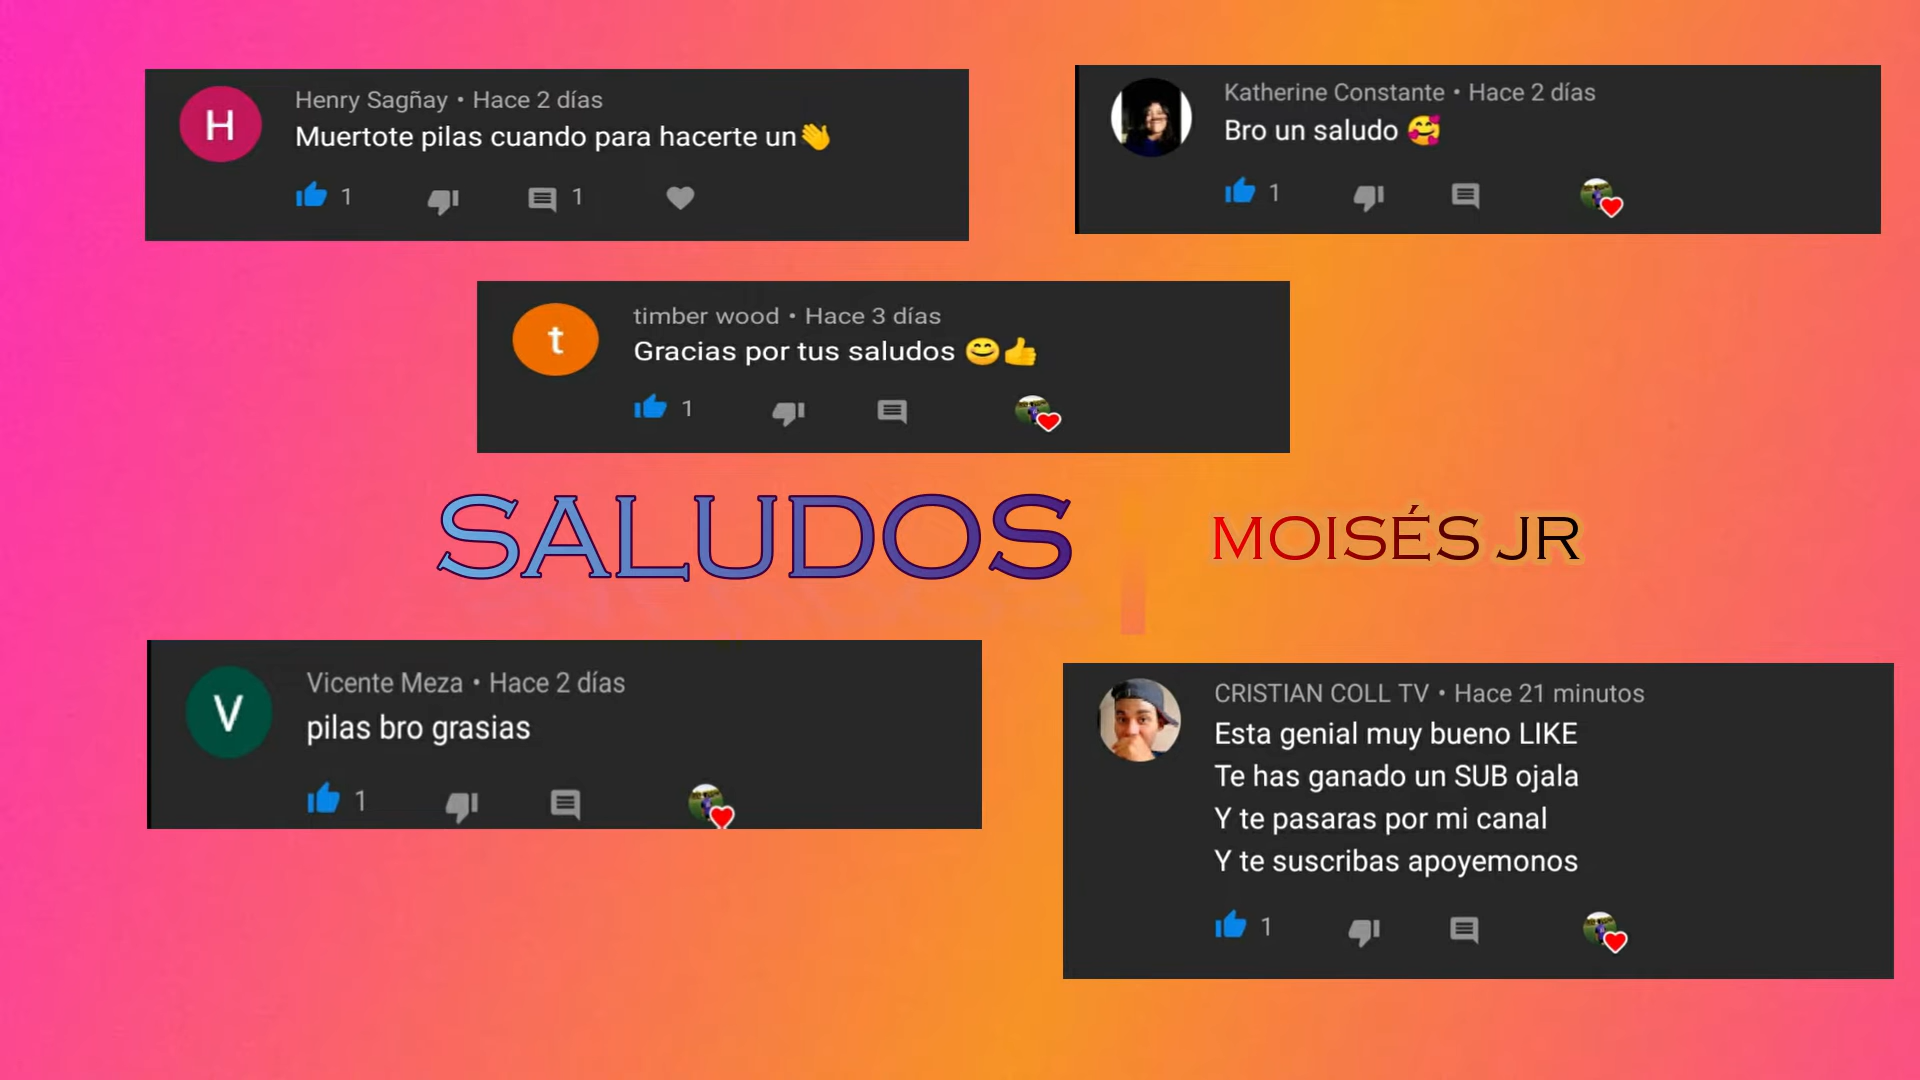 H
Henry Sagñay • Hace 2 días
Muertote pilas cuando para hacerte un👋
1 1
Katherine Constante • Hace 2 días
Bro un saludo 🥰
1
t
timber wood • Hace 3 días
Gracias por tus saludos 😊👍
1
SALUDOS
MOISÉS JR
V
Vicente Meza • Hace 2 días
pilas bro grasias
1
CRISTIAN COLL TV • Hace 21 minutos
Esta genial muy bueno LIKE
Te has ganado un SUB ojala
Y te pasaras por mi canal
Y te suscribas apoyemonos
1